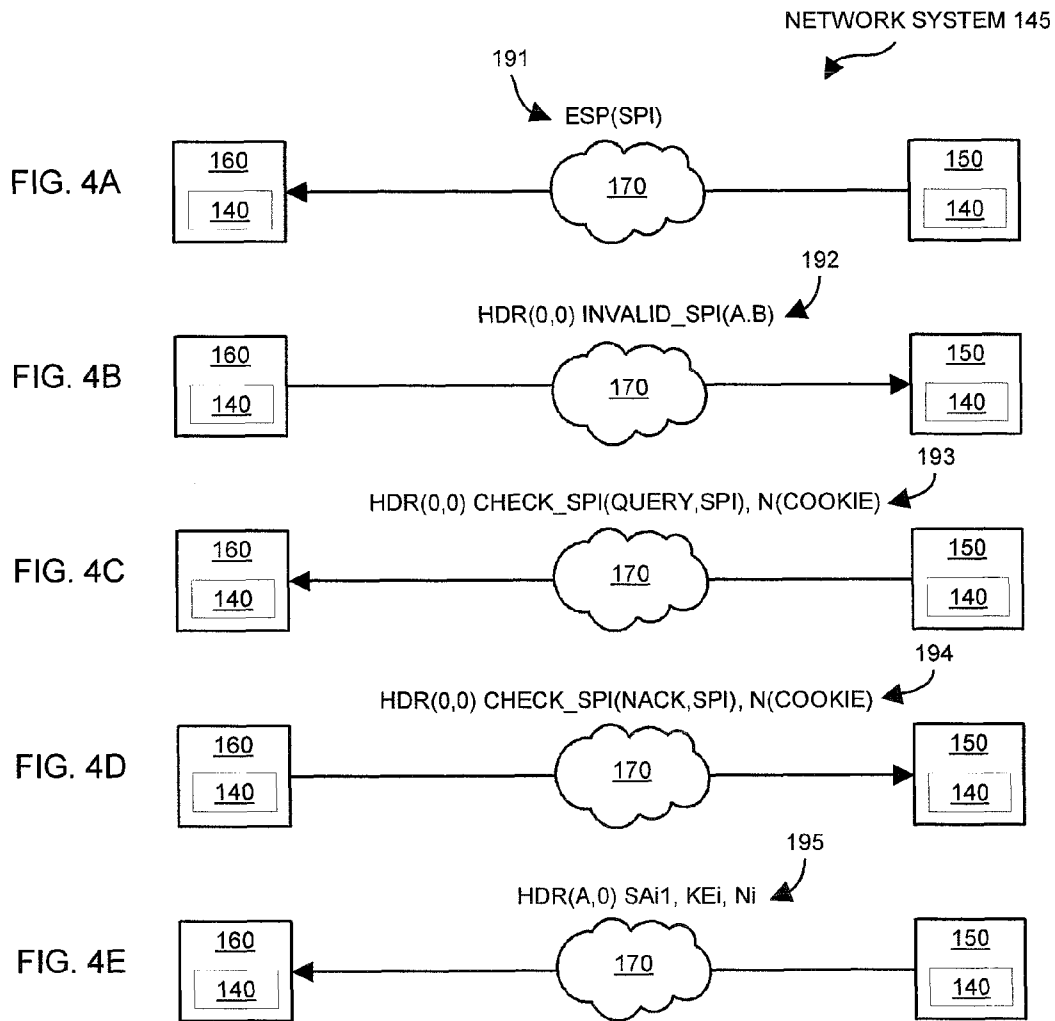 NETWORK SYSTEM 145
191
ESP(SPI)
FIG. 4A
160
140
170
150
140
192
HDR(0,0) INVALID_SPI(A.B)
FIG. 4B
160
140
170
150
140
193
HDR(0,0) CHECK_SPI(QUERY,SPI), N(COOKIE)
FIG. 4C
160
140
170
150
140
194
HDR(0,0) CHECK_SPI(NACK,SPI), N(COOKIE)
FIG. 4D
160
140
170
150
140
195
HDR(A,0) SAi1, KEi, Ni
FIG. 4E
160
140
170
150
140